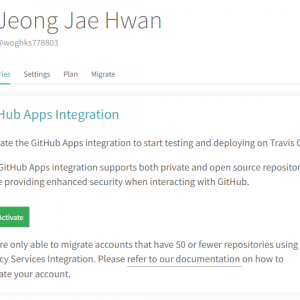 Jeong Jae Hwan
@woghks778803
ries Settings Plan Migrate
Hub Apps Integration
ate the GitHub Apps integration to start testing and deploying on Travis C
GitHub Apps integration supports both private and open source repositor
e providing enhanced security when interacting with GitHub.
Activate
re only able to migrate accounts that have 50 or fewer repositories using
cy Services Integration. Please refer to our documentation on how to
ate your account.